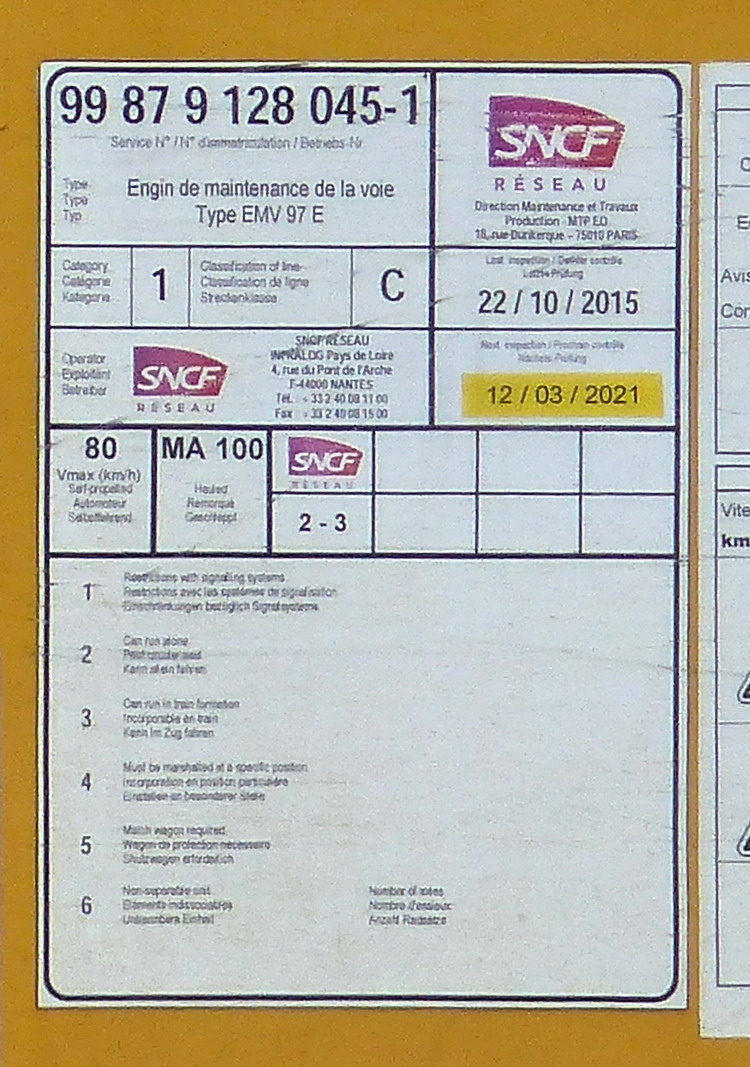 99 87 9 128 045-1
Service N° / N° d'immatriculation / Betriebs-Nr
Type
Type
Typ
Engin de maintenance de la voie
Type EMV 97 E
SNCF
RÉSEAU
Direction Maintenance et Travaux
Production MTP EO
18, rue Dunkerque - 75010 PARIS
Category
Catégorie
Kategorie
1
Classification of line
Classification de ligne
Streckenklasse
C
Last inspection / Dernier contrôle
Letzte Prüfung
22 / 10 / 2015
Operator
Exploitant
Betreiber
SNCF
RÉSEAU
SNCF RÉSEAU
INFRALOG Pays de Loire
4, rue du Pont de l'Arche
F-44000 NANTES
Tél. : + 33 2 40 08 11 00
Fax : + 33 2 40 08 15 00
Next inspection / Prochain contrôle
Nächste Prüfung
12 / 03 / 2021
80
Vmax (km/h)
Self-propelled
Automoteur
Selbstfahrend
MA 100
Hauled
Remorqué
Geschleppt
SNCF
RÉSEAU
2 - 3
1
Restrictions with signalling systems
Restrictions avec les systèmes de signalisation
Einschränkungen bezüglich Signalsysteme
2
Can run alone
Peut circuler seul
Kann allein fahren
3
Can run in train formation
Incorporable en train
Kann im Zug fahren
4
Must be marshalled at a specific position
Incorporation en position particulière
Einstellen an besonderer Stelle
5
Match wagon required
Wagon de protection nécessaire
Shutzwagen erforderlich
6
Non-separable unit
Eléments indissociables
Untrennbare Einheit
Number of axles
Nombre d'essieux
Anzahl Radsätze
Avis
Con
Vite
km